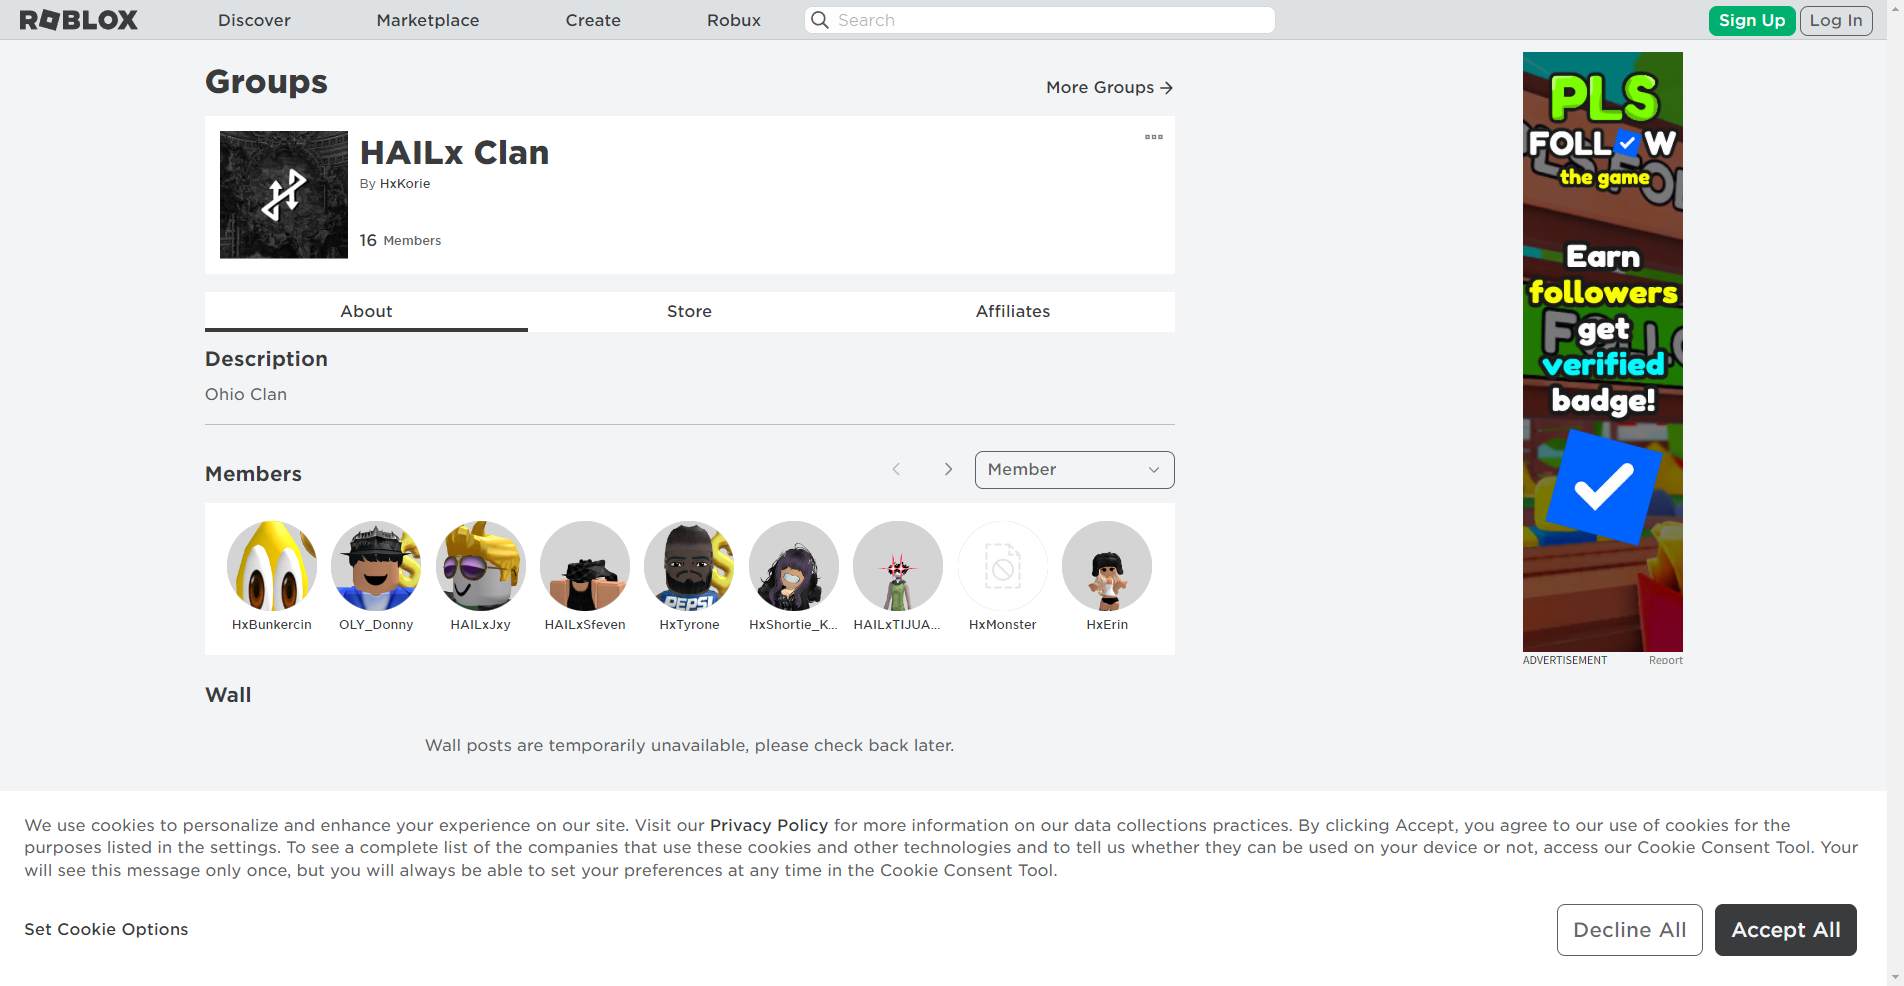 ROBLOX Discover Marketplace Create Robux Search Sign Up Log In
Groups
More Groups
HAILx Clan
By HxKorie
16 Members
About Store Affiliates
Description
Ohio Clan
Members
Member
HxBunkercin OLY_Donny HAILxJxy HAILxSfeven HxTyrone HxShortie_K... HAILxTIJUA... HxMonster HxErin
PEPSI
Wall
Wall posts are temporarily unavailable, please check back later.
PLS
FOLLOW
the game
Earn
followers
get
verified
badge!
ADVERTISEMENT Report
We use cookies to personalize and enhance your experience on our site. Visit our Privacy Policy for more information on our data collections practices. By clicking Accept, you agree to our use of cookies for the
purposes listed in the settings. To see a complete list of the companies that use these cookies and other technologies and to tell us whether they can be used on your device or not, access our Cookie Consent Tool. Your
will see this message only once, but you will always be able to set your preferences at any time in the Cookie Consent Tool.
Set Cookie Options
Decline All Accept All